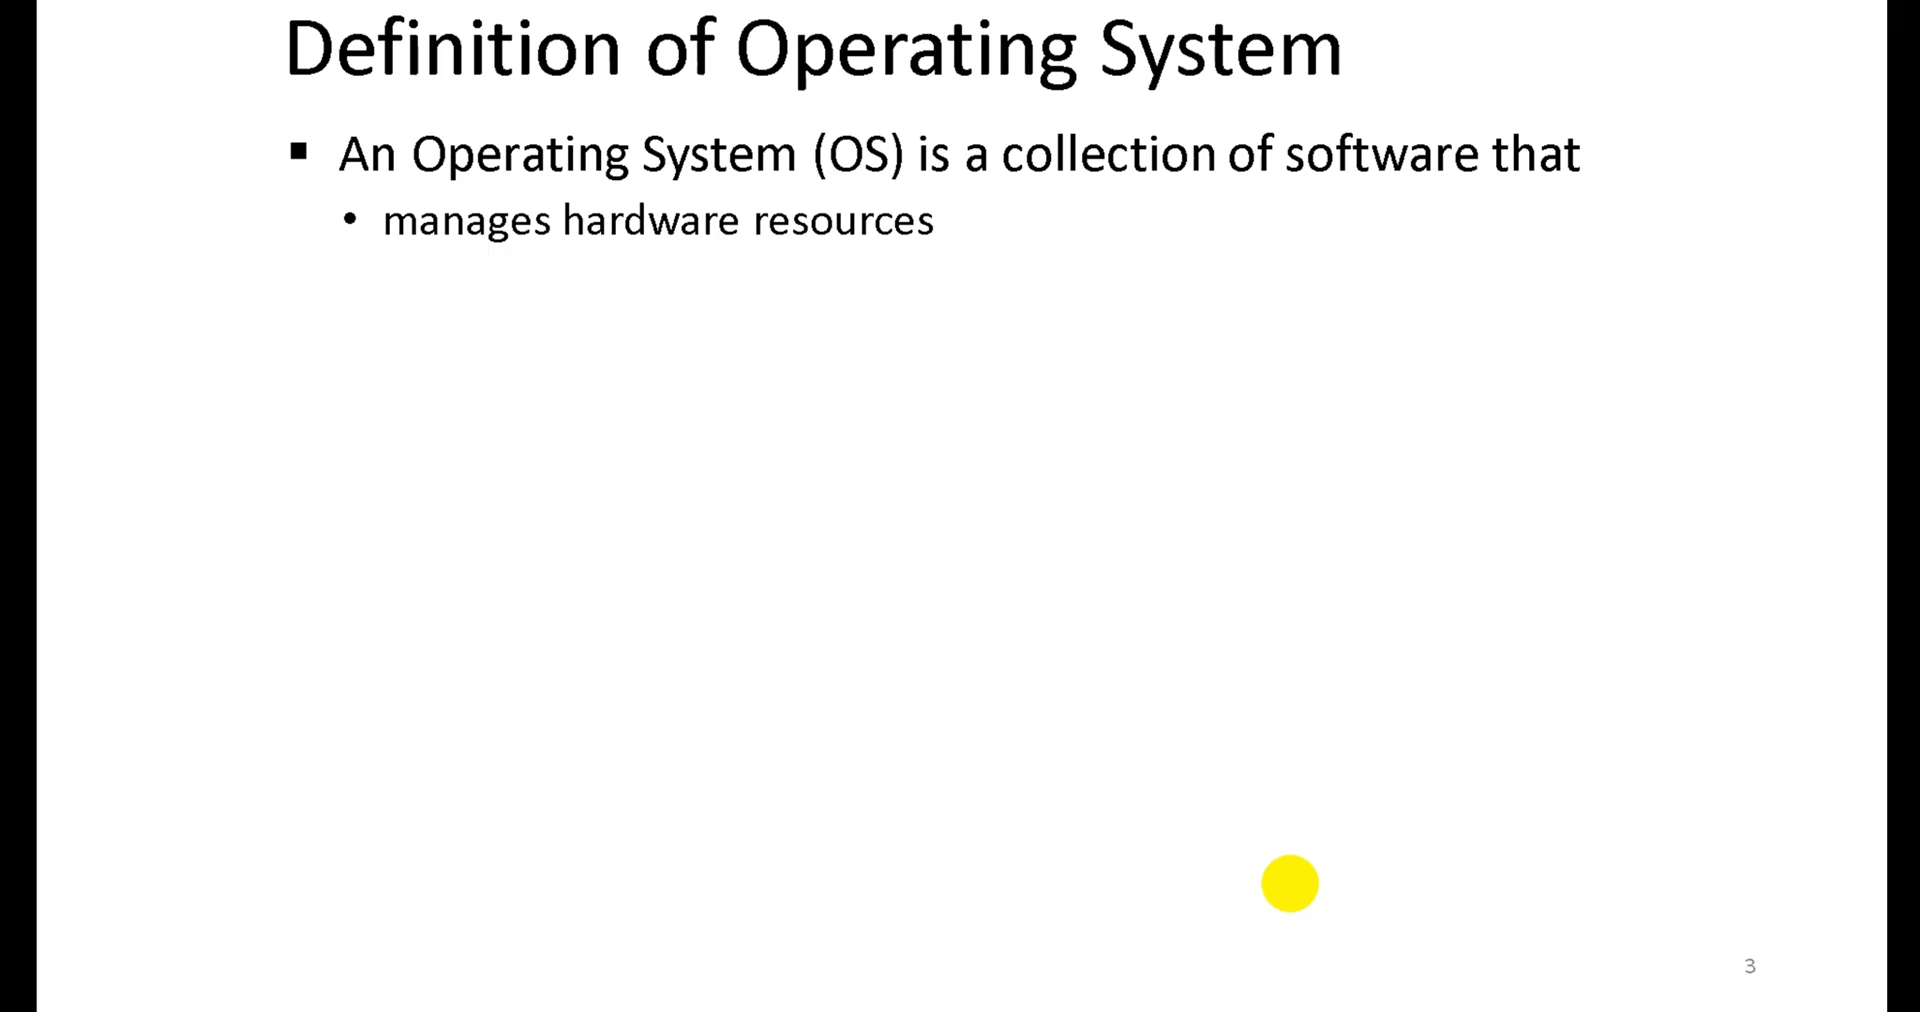 Definition of Operating System
▪ An Operating System (OS) is a collection of software that
• manages hardware resources
3